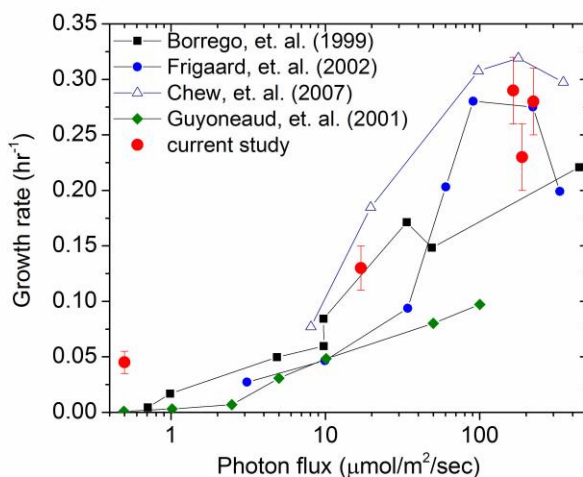 Borrego, et. al. (1999)
Frigaard, et. al. (2002)
Chew, et. al. (2007)
Guyoneaud, et. al. (2001)
current study
Growth rate (hr⁻¹)
0.35
0.30
0.25
0.20
0.15
0.10
0.05
0.00
1 10 100
Photon flux (μmol/m²/sec)